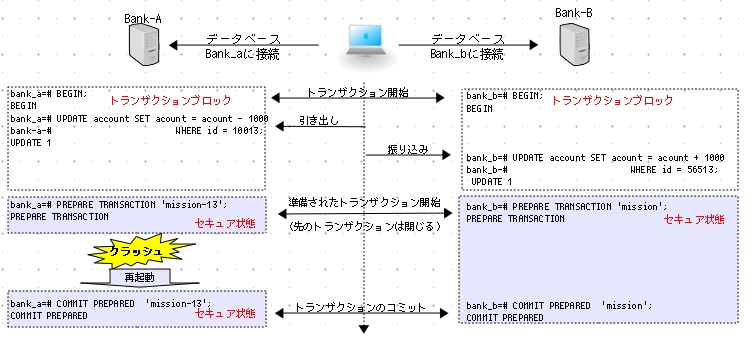 Bank-A
Bank-B
データベース
Bank_aに接続
データベース
Bank_bに接続
bank_a=# BEGIN;
BEGIN
トランザクションブロック
bank_a=# UPDATE account SET acount = acount - 1000
bank-a-# WHERE id = 10013;
UPDATE 1
トランザクション開始
引き出し
振り込み
bank_b=# BEGIN;
BEGIN
トランザクションブロック
bank_b=# UPDATE account SET acount = acount + 1000
bank_b-# WHERE id = 56513;
UPDATE 1
bank_a=# PREPARE TRANSACTION 'mission-13';
PREPARE TRANSACTION
セキュア状態
準備されたトランザクション開始
(先のトランザクションは閉じる)
bank_b=# PREPARE TRANSACTION 'mission';
PREPARE TRANSACTION
セキュア状態
クラッシュ
再起動
bank_a=# COMMIT PREPARED 'mission-13';
COMMIT PREPARED
セキュア状態
トランザクションのコミット
bank_b=# COMMIT PREPARED 'mission';
COMMIT PREPARED